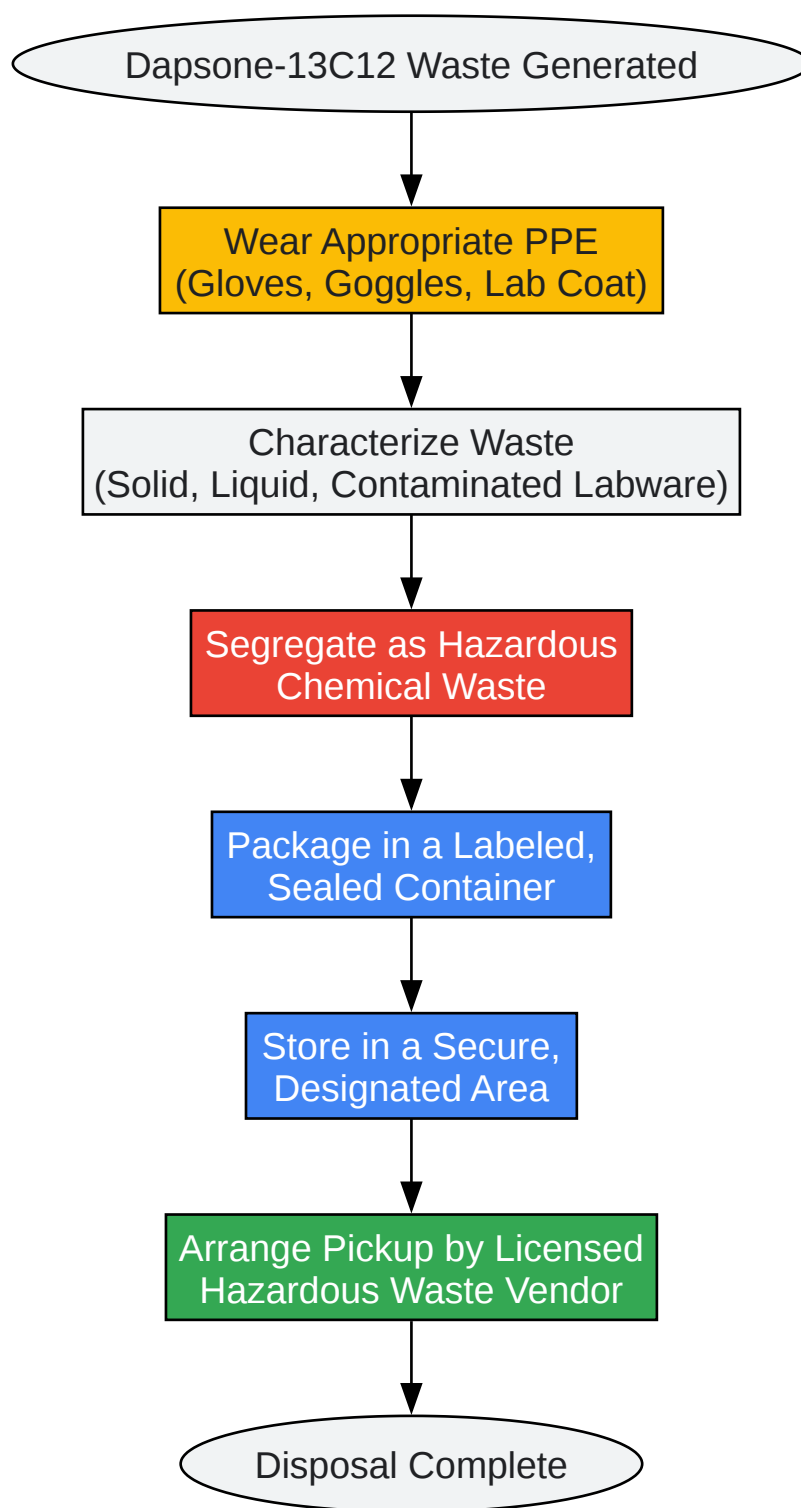 Dapsone-13C12 Waste Generated
Wear Appropriate PPE
(Gloves, Goggles, Lab Coat)
Characterize Waste
(Solid, Liquid, Contaminated Labware)
Segregate as Hazardous
Chemical Waste
Package in a Labeled,
Sealed Container
Store in a Secure,
Designated Area
Arrange Pickup by Licensed
Hazardous Waste Vendor
Disposal Complete